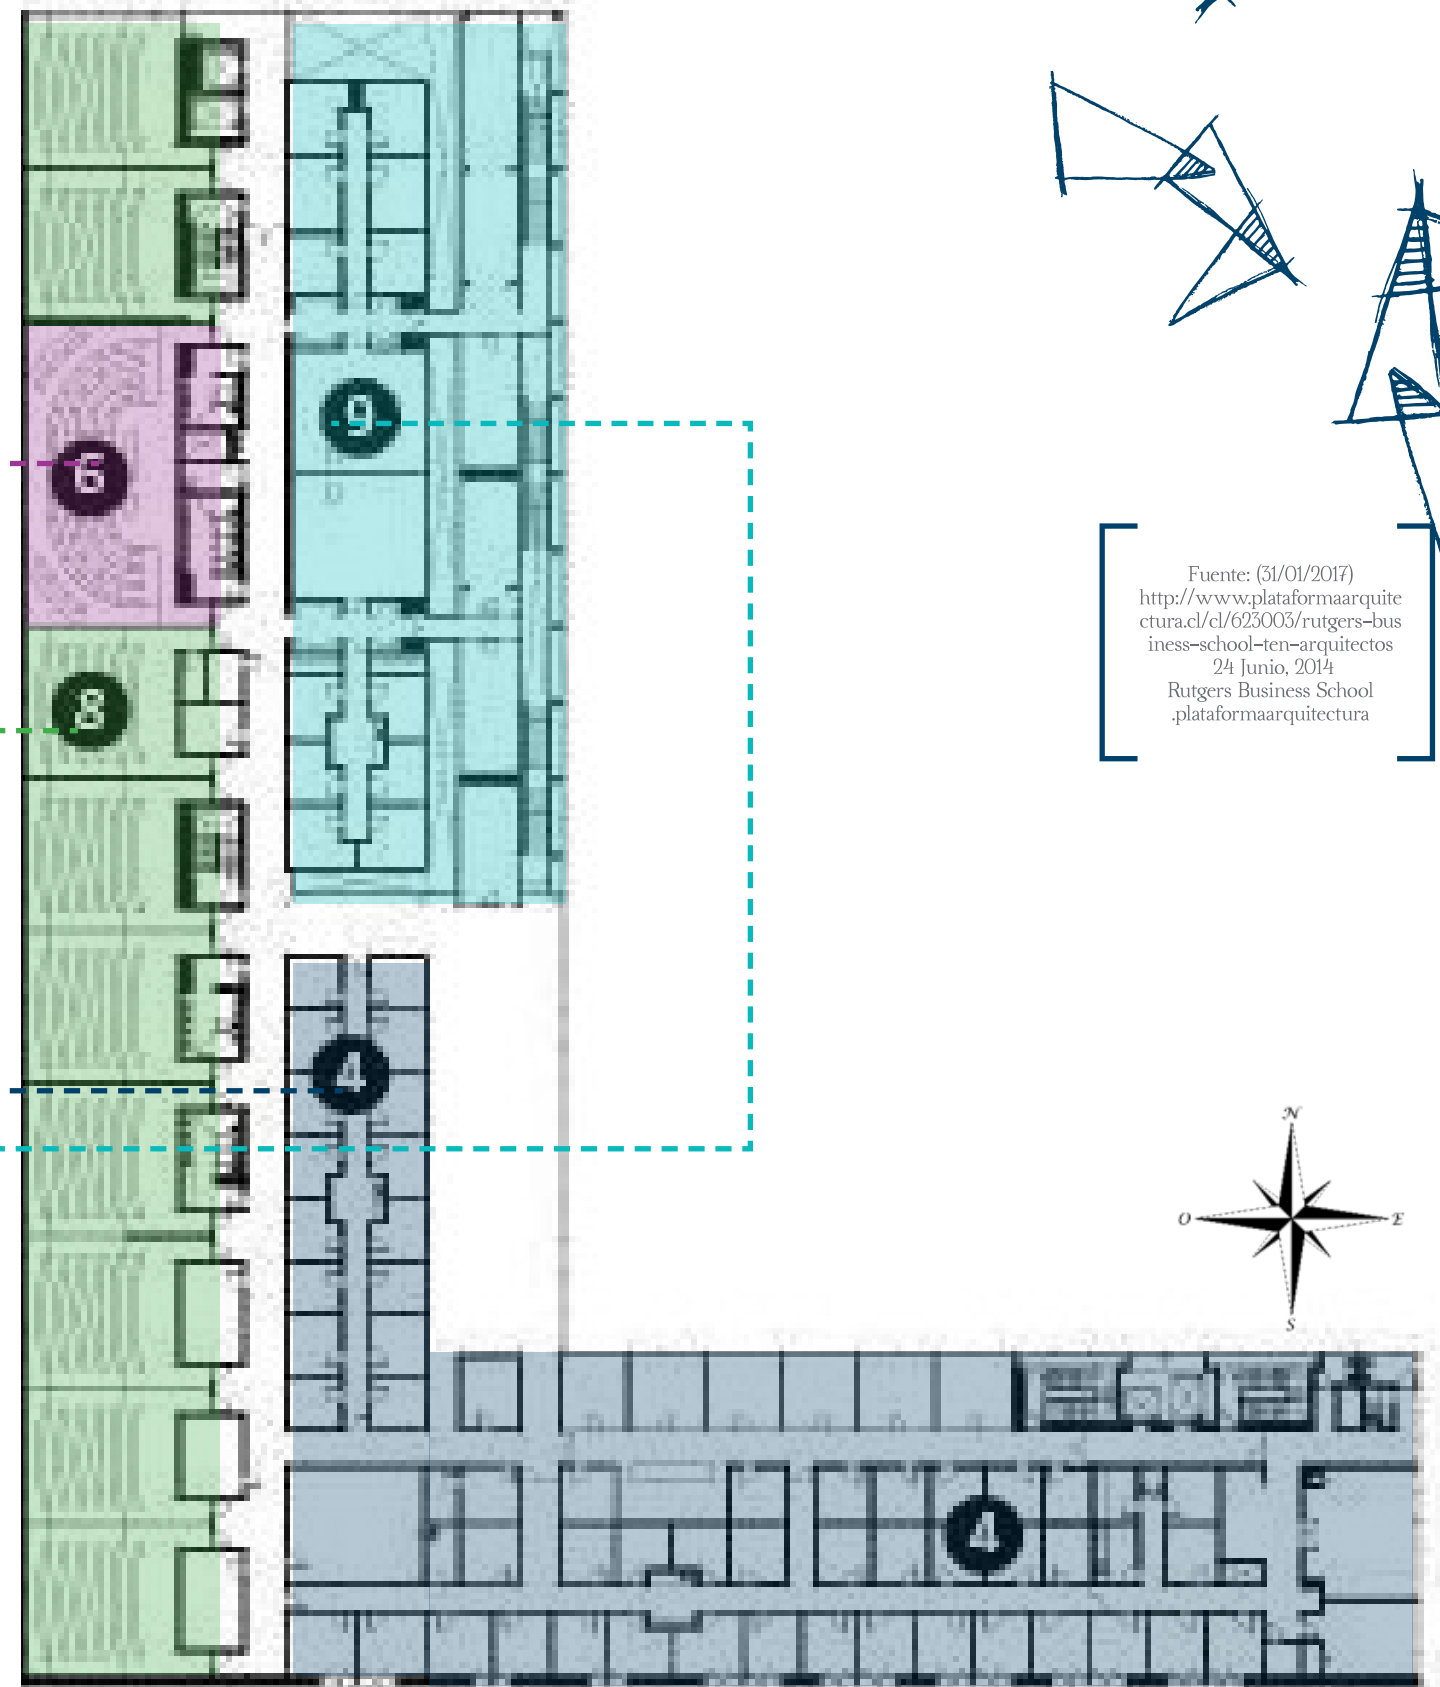 9
6
Fuente: (31/01/2017)
http://www.plataformaarquite
ctura.cl/cl/623003/rutgers-bus
iness-school-ten-arquitectos
24 Junio, 2014
Rutgers Business School
.plataformaarquitectura
8
4
N
O
E
S
4